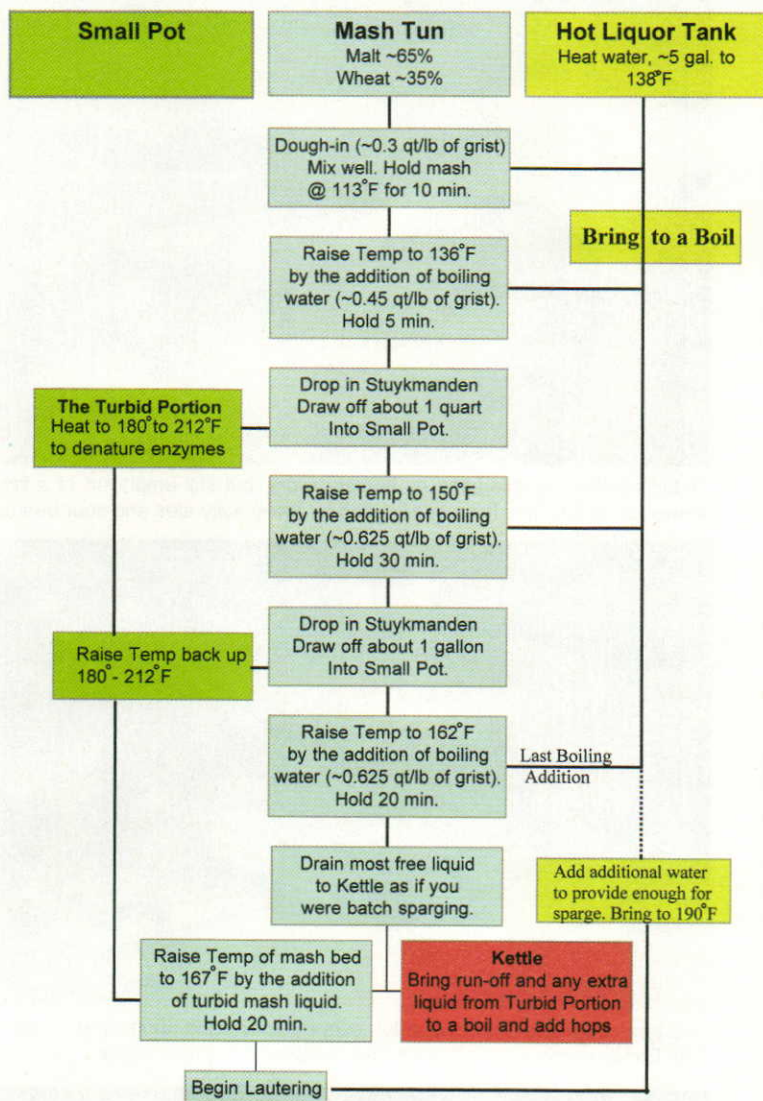 Small Pot
Mash Tun
Malt ~65%
Wheat ~35%
Hot Liquor Tank
Heat water, ~5 gal. to
138°F
Dough-in (~0.3 qt/lb of grist)
Mix well. Hold mash
@ 113°F for 10 min.
Bring to a Boil
Raise Temp to 136°F
by the addition of boiling
water (~0.45 qt/lb of grist).
Hold 5 min.
The Turbid Portion
Heat to 180° to 212°F
to denature enzymes
Drop in Stuykmanden
Draw off about 1 quart
Into Small Pot.
Raise Temp to 150°F
by the addition of boiling
water (~0.625 qt/lb of grist).
Hold 30 min.
Raise Temp back up
180°- 212°F
Drop in Stuykmanden
Draw off about 1 gallon
Into Small Pot.
Raise Temp to 162°F
by the addition of boiling
water (~0.625 qt/lb of grist).
Hold 20 min.
Last Boiling
Addition
Drain most free liquid
to Kettle as if you
were batch sparging.
Add additional water
to provide enough for
sparge. Bring to 190°F
Raise Temp of mash bed
to 167°F by the addition
of turbid mash liquid.
Hold 20 min.
Kettle
Bring run-off and any extra
liquid from Turbid Portion
to a boil and add hops
Begin Lautering